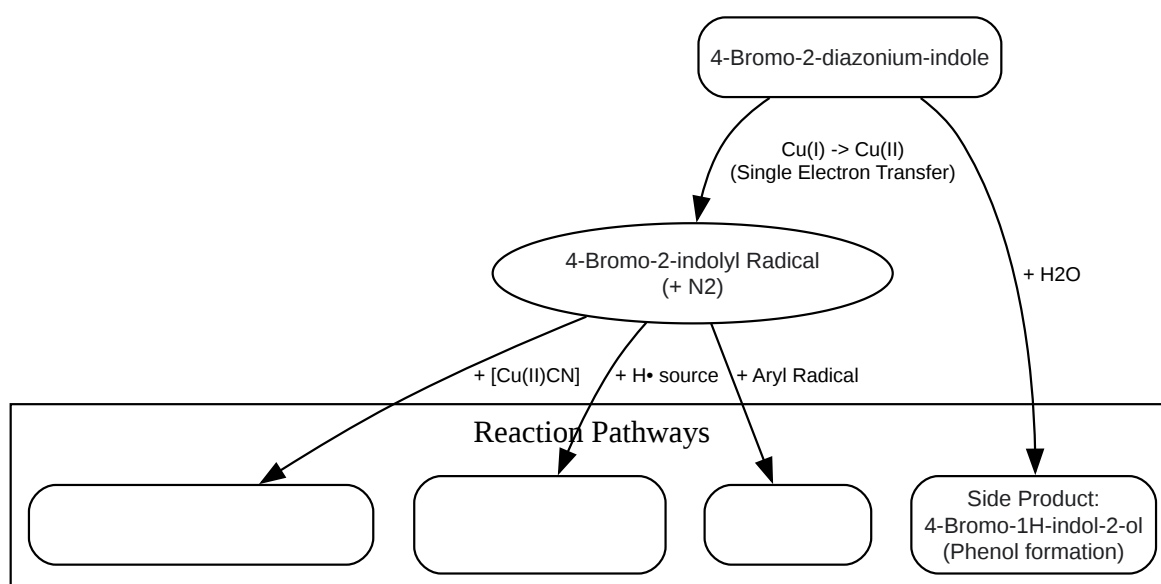 4-Bromo-2-diazonium-indole
Cu(I) -> Cu(II)
(Single Electron Transfer)
4-Bromo-2-indolyl Radical
(+ N2)
+ H2O
+ [Cu(II)CN]
+ H• source
+ Aryl Radical
Reaction Pathways
Side Product:
4-Bromo-1H-indol-2-ol
(Phenol formation)